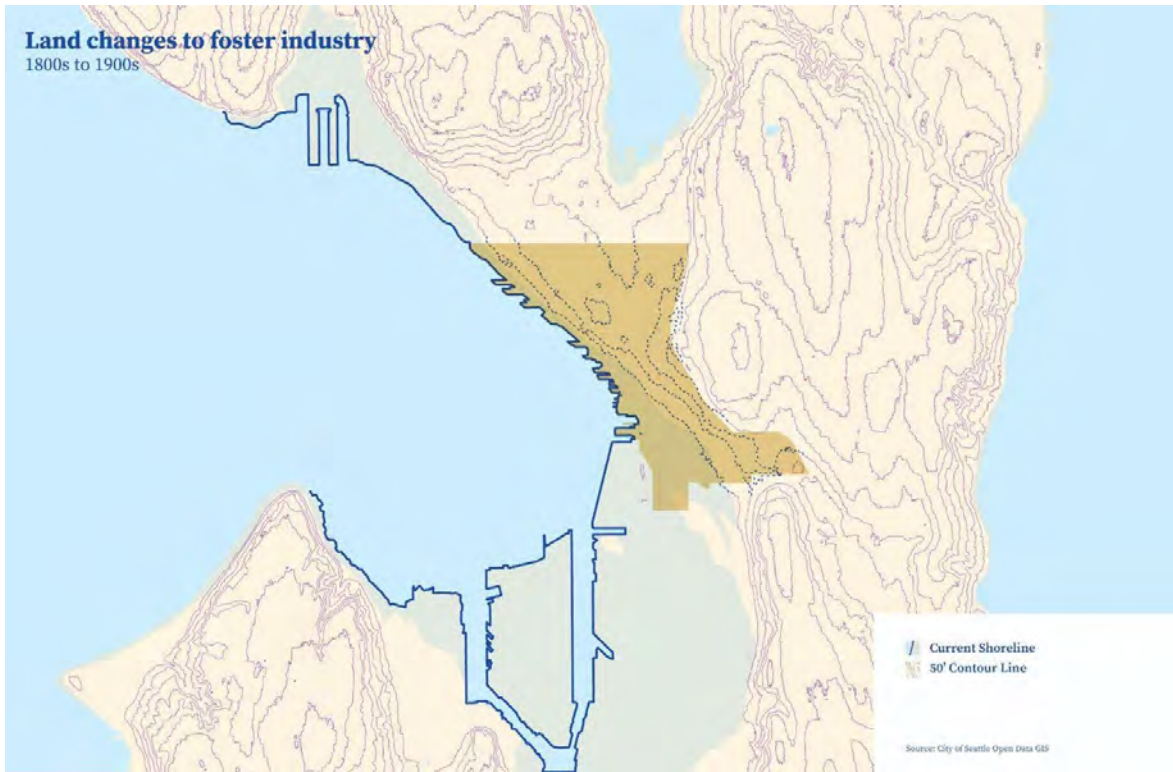 Land changes to foster industry
1800s to 1900s
Current Shoreline
50' Contour Line
Source: City of Seattle Open Data GIS